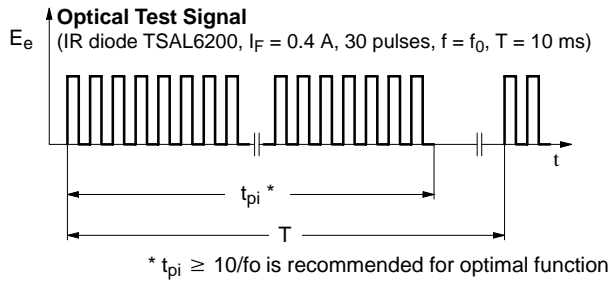 Optical Test Signal
(IR diode TSAL6200, IF = 0.4 A, 30 pulses, f = f0, T = 10 ms)
Ee
t
tpi *
T
* tpi ≥ 10/fo is recommended for optimal function